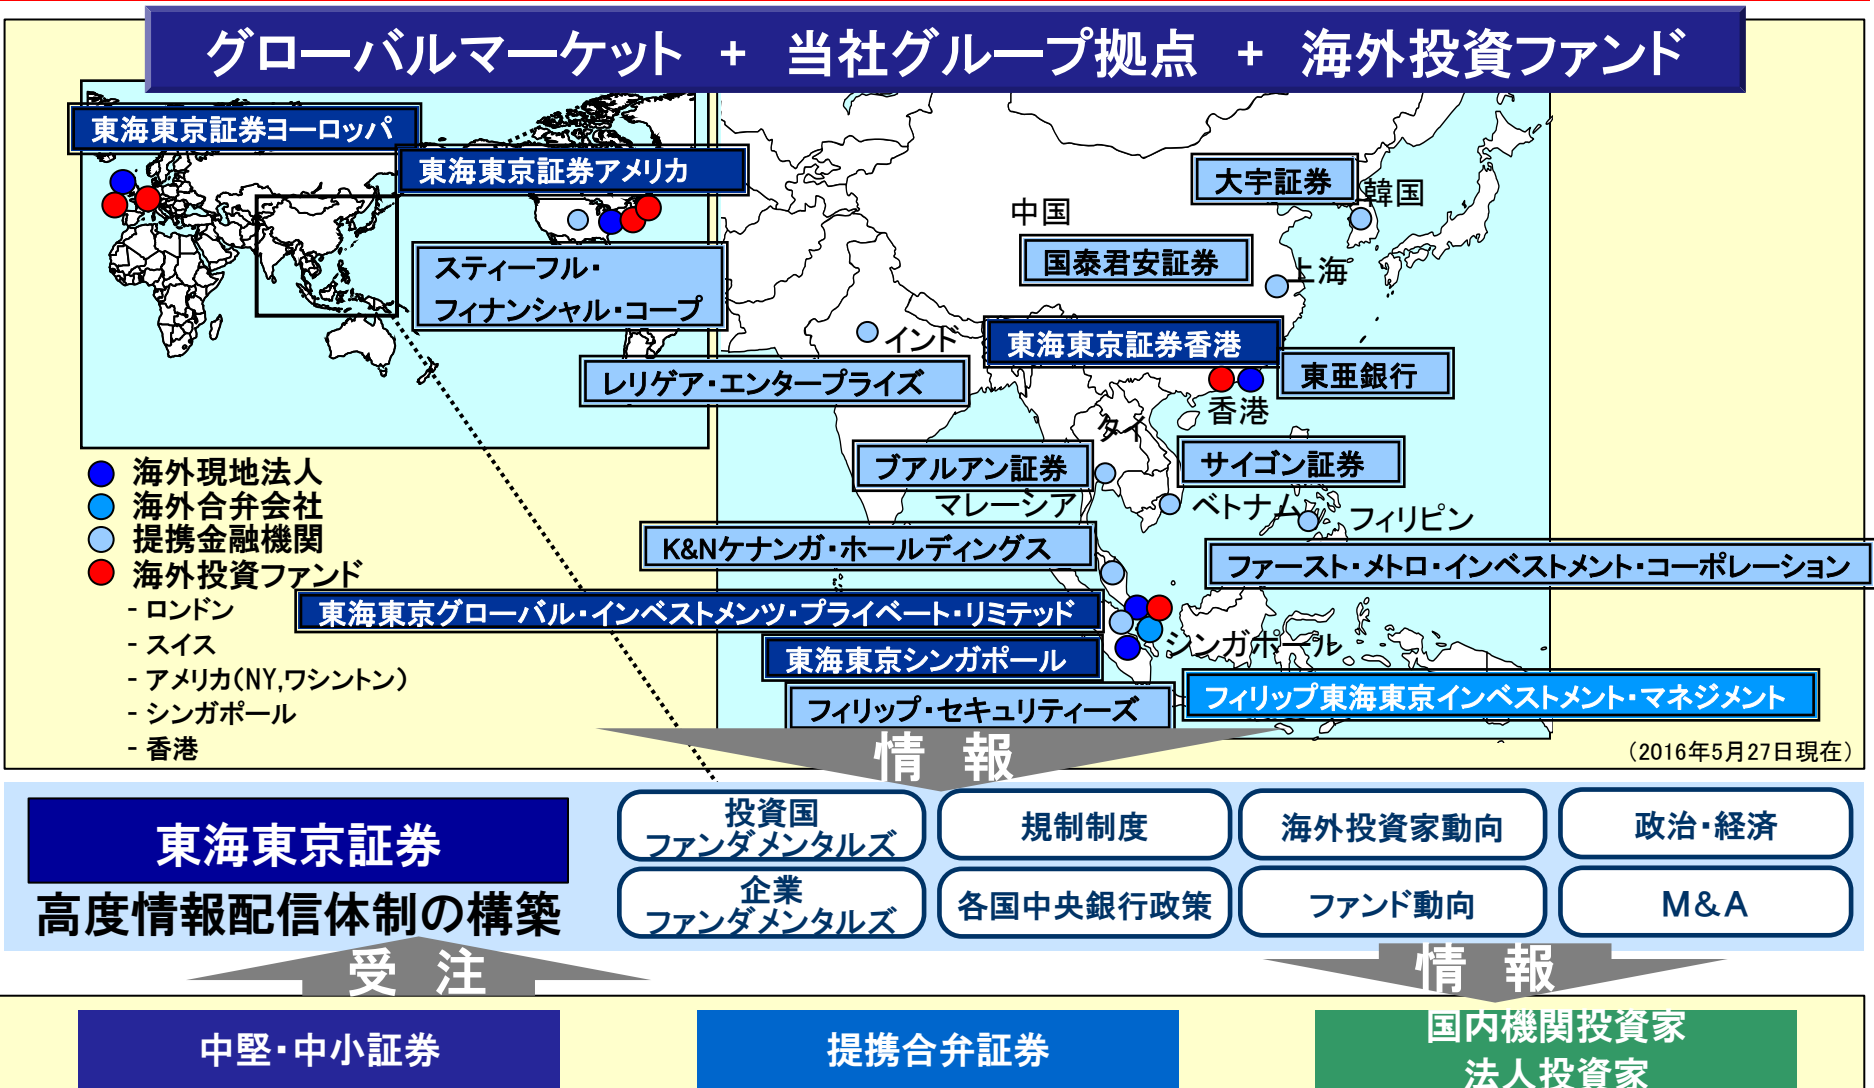 グローバルマーケット + 当社グループ拠点 + 海外投資ファンド
東海東京証券ヨーロッパ
東海東京証券アメリカ
スティーフル・
フィナンシャル・コープ
大宇証券
韓国
中国
国泰君安証券
上海
インド
東海東京証券香港
レリゲア・エンタープライズ
東亜銀行
香港
タイ
ブアルアン証券
サイゴン証券
マレーシア
ベトナム
フィリピン
K&Nケナンガ・ホールディングス
ファースト・メトロ・インベストメント・コーポレーション
東海東京グローバル・インベストメンツ・プライベート・リミテッド
シンガポール
東海東京シンガポール
フィリップ東海東京インベストメント・マネジメント
フィリップ・セキュリティーズ
海外現地法人
海外合弁会社
提携金融機関
海外投資ファンド
- ロンドン
- スイス
- アメリカ(NY,ワシントン)
- シンガポール
- 香港
(2016年5月27日現在)
情 報
東海東京証券
高度情報配信体制の構築
投資国
ファンダメンタルズ
規制制度
海外投資家動向
政治・経済
企業
ファンダメンタルズ
各国中央銀行政策
ファンド動向
M&A
受 注
情 報
中堅・中小証券
提携合弁証券
国内機関投資家
法人投資家